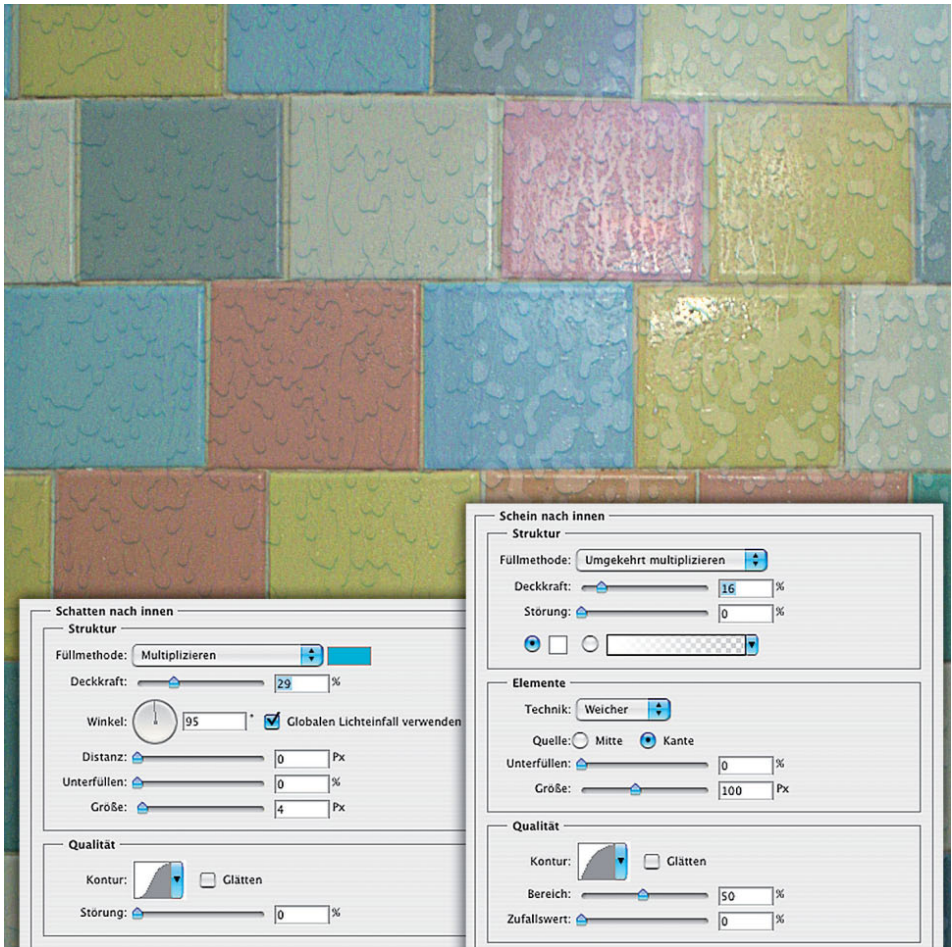 Schatten nach innen
Struktur
Füllmethode: Multiplizieren
Deckkraft: 29 %
Winkel: 95 ° Globalen Lichteinfall verwenden
Distanz: 0 Px
Unterfüllen: 0 %
Größe: 4 Px
Qualität
Kontur: Glätten
Störung: 0 %
Schein nach innen
Struktur
Füllmethode: Umgekehrt multiplizieren
Deckkraft: 16 %
Störung: 0 %
Elemente
Technik: Weicher
Quelle: Mitte Kante
Unterfüllen: 0 %
Größe: 100 Px
Qualität
Kontur: Glätten
Bereich: 50 %
Zufallswert: 0 %